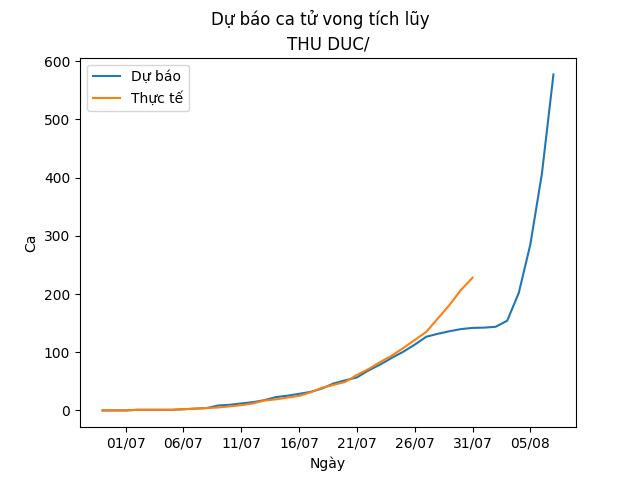 Dự báo ca tử vong tích lũy
THU DUC/
Dự báo
Thực tế
600
500
400
300
200
100
0
Ca
01/07 06/07 11/07 16/07 21/07 26/07 31/07 05/08
Ngày